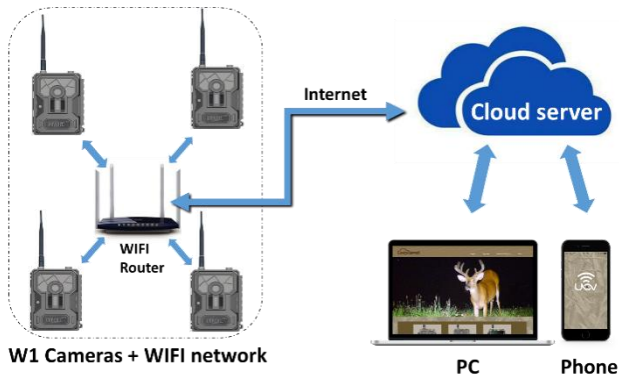 Internet
Cloud server
WIFI
Router
W1 Cameras + WIFI network
PC
Phone